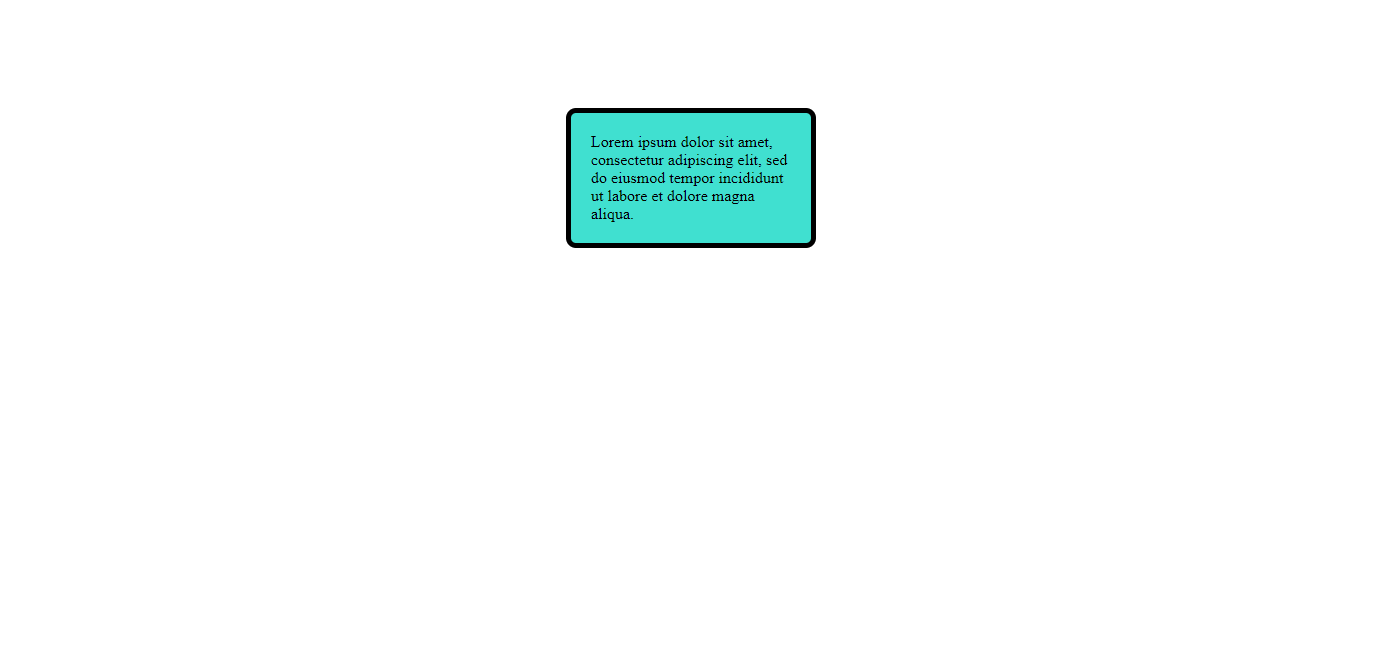 Lorem ipsum dolor sit amet,
consectetur adipiscing elit, sed
do eiusmod tempor incididunt
ut labore et dolore magna
aliqua.